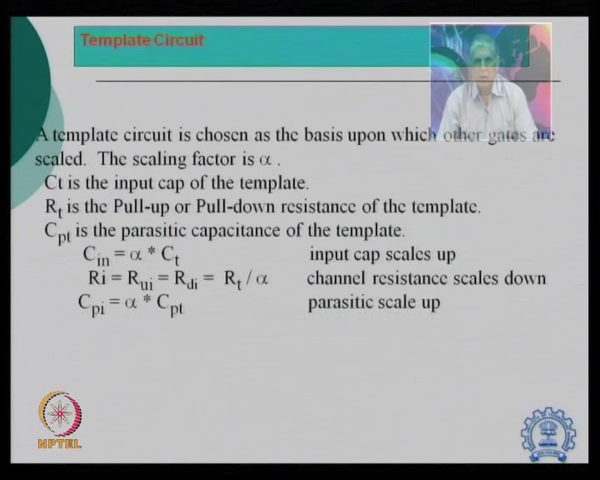 Template Circuit
A template circuit is chosen as the basis upon which other gates are
scaled. The scaling factor is α .
Ct is the input cap of the template.
Rt is the Pull-up or Pull-down resistance of the template.
Cpt is the parasitic capacitance of the template.
Cin = α * Ct input cap scales up
Ri = Rui = Rdi = Rt / α channel resistance scales down
Cpi = α * Cpt parasitic scale up
NPTEL